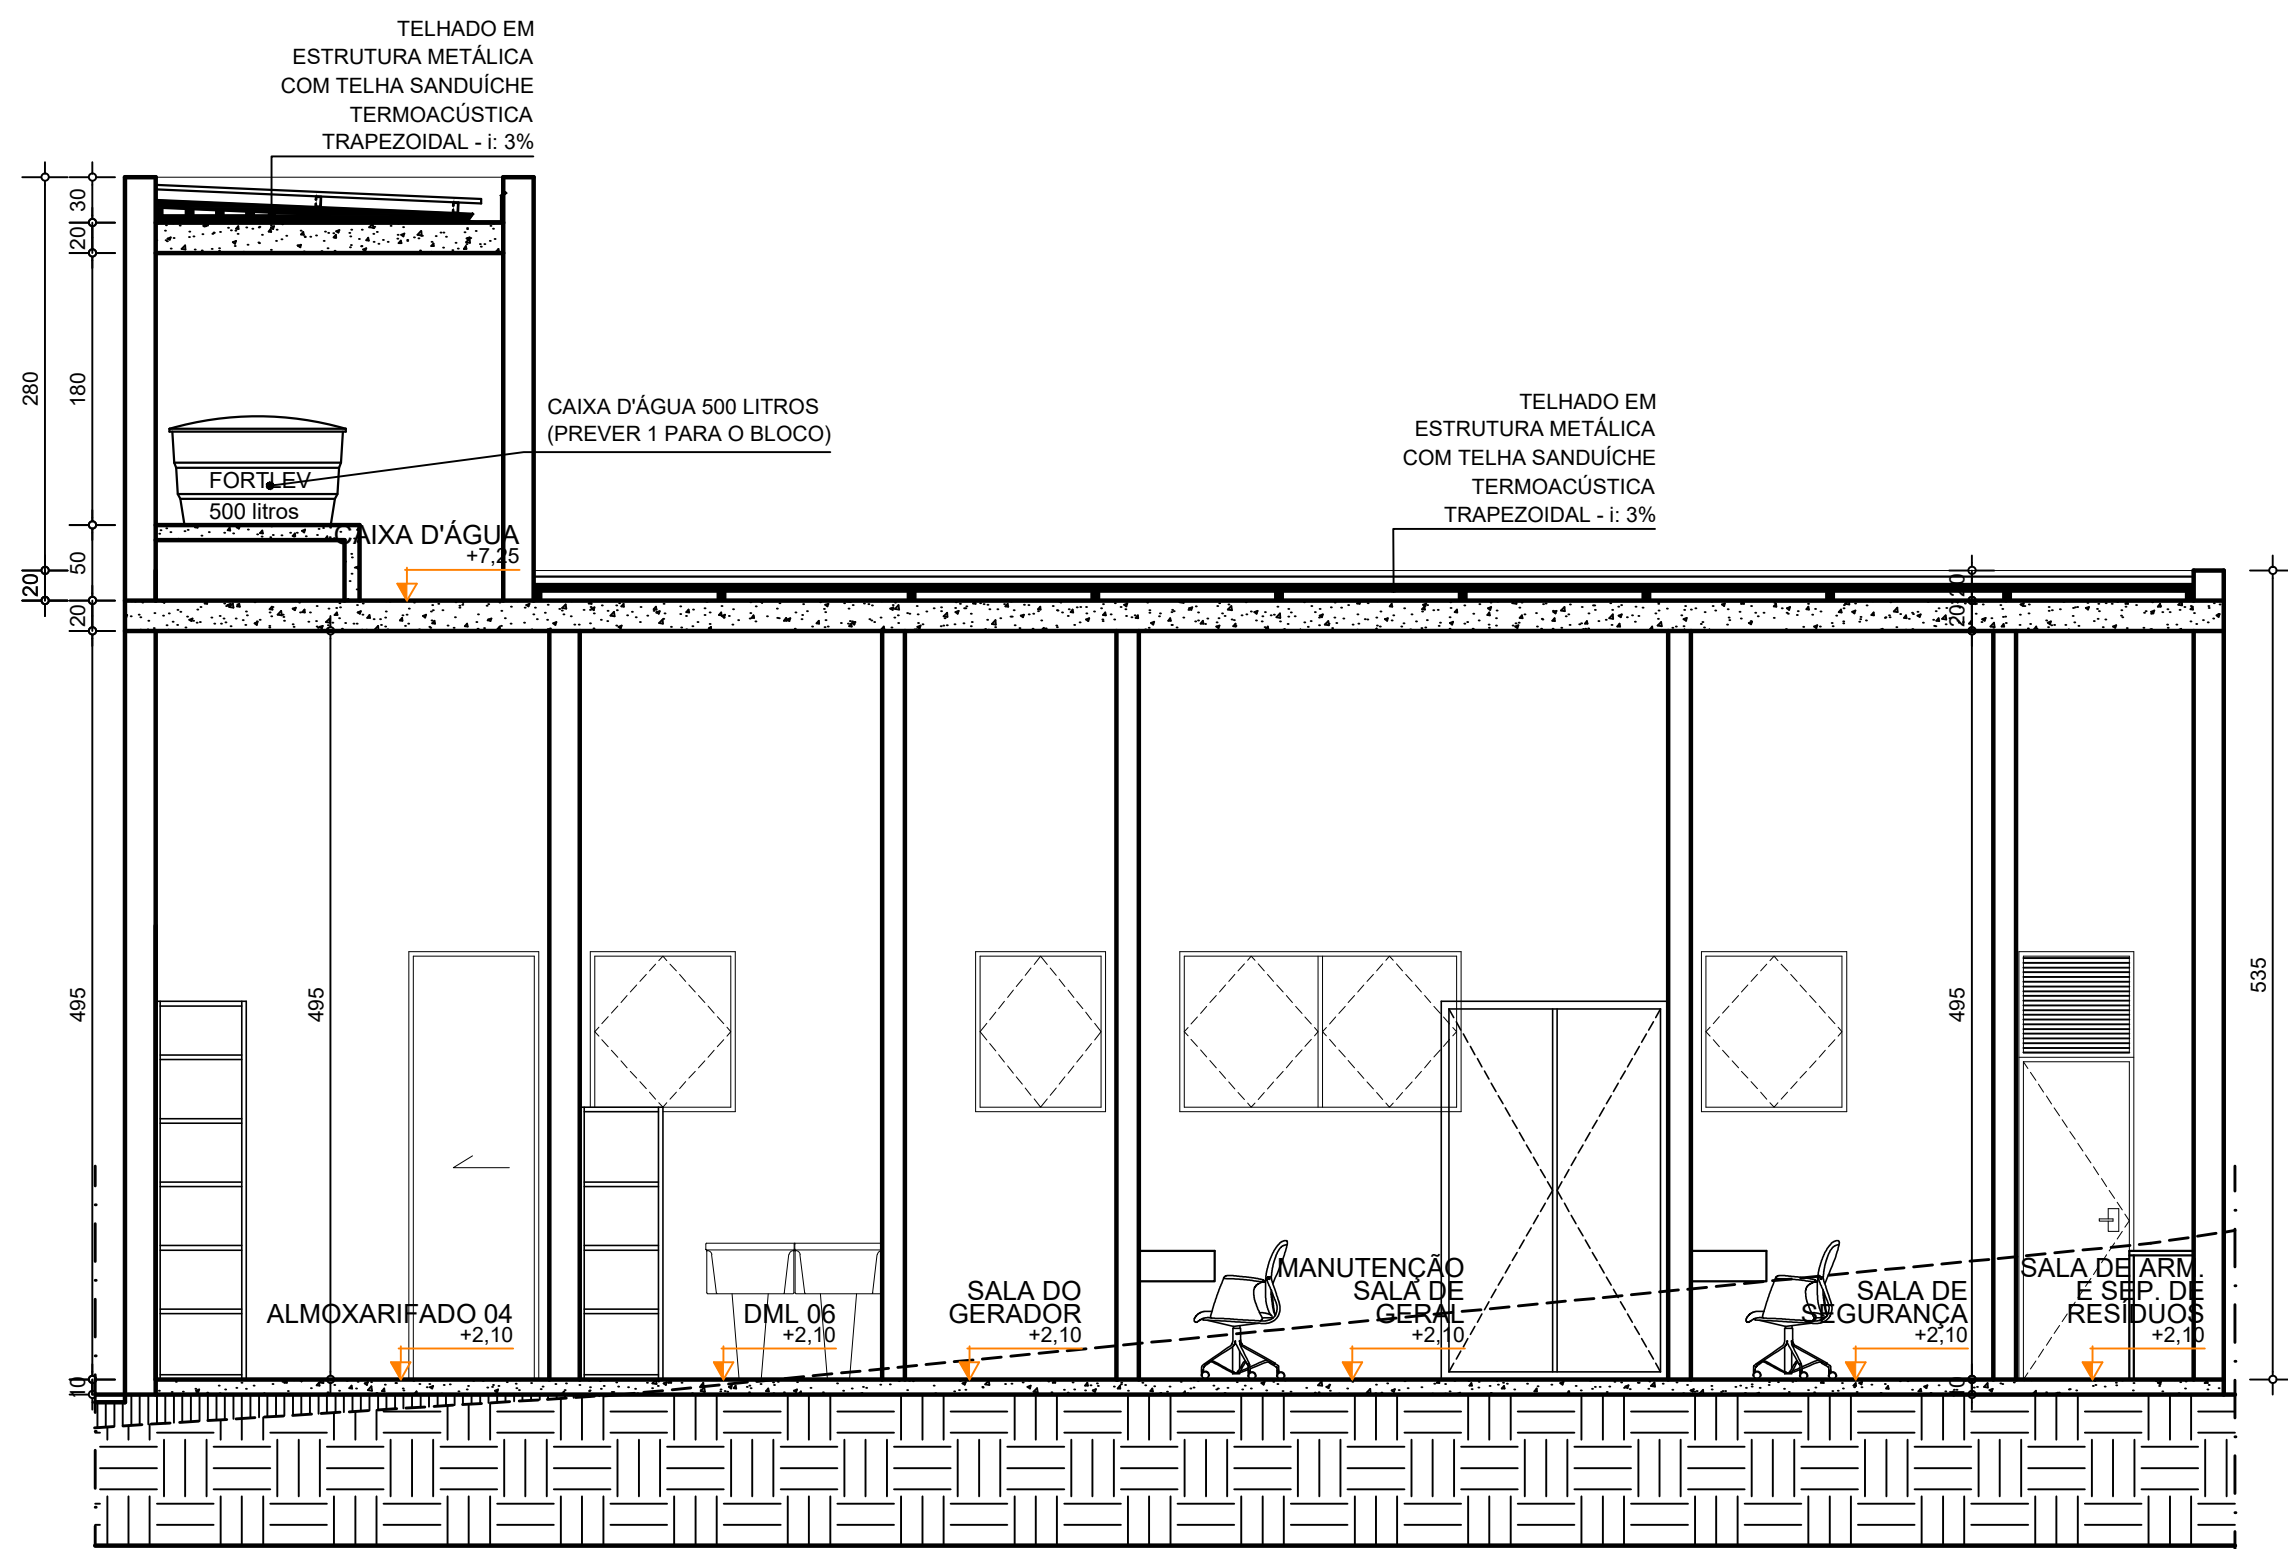 TELHADO EM
ESTRUTURA METÁLICA
COM TELHA SANDUÍCHE
TERMOACÚSTICA
TRAPEZOIDAL - i: 3%
30
20
280
180
CAIXA D'ÁGUA 500 LITROS
(PREVER 1 PARA O BLOCO)
TELHADO EM
ESTRUTURA METÁLICA
COM TELHA SANDUÍCHE
TERMOACÚSTICA
TRAPEZOIDAL - i: 3%
FORTLEV
500 litros
CAIXA D'ÁGUA
+7,25
50
20
20
20
20
495
495
495
535
ALMOXARIFADO 04
+2,10
DML 06
+2,10
SALA DO
GERADOR
+2,10
MANUTENÇÃO
SALA DE
GERAL
+2,10
SALA DE
SEGURANÇA
+2,10
SALA DE ARM.
E SEP. DE
RESÍDUOS
+2,10
10
10